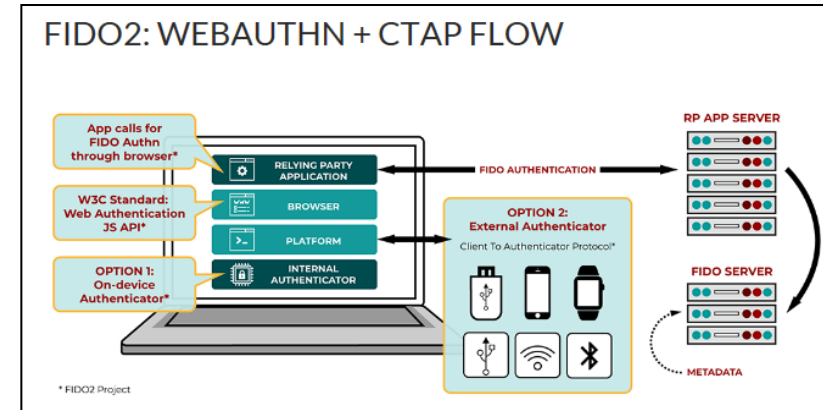 FIDO2: WEBAUTHN + CTAP FLOW
App calls for
FIDO Authn
through browser*
W3C Standard:
Web Authentication
JS API*
OPTION 1:
On-device
Authenticator*
RELYING PARTY
APPLICATION
WWW
BROWSER
PLATFORM
INTERNAL
AUTHENTICATOR
FIDO AUTHENTICATION
OPTION 2:
External Authenticator
Client To Authenticator Protocol*
RP APP SERVER
FIDO SERVER
METADATA
* FIDO2 Project